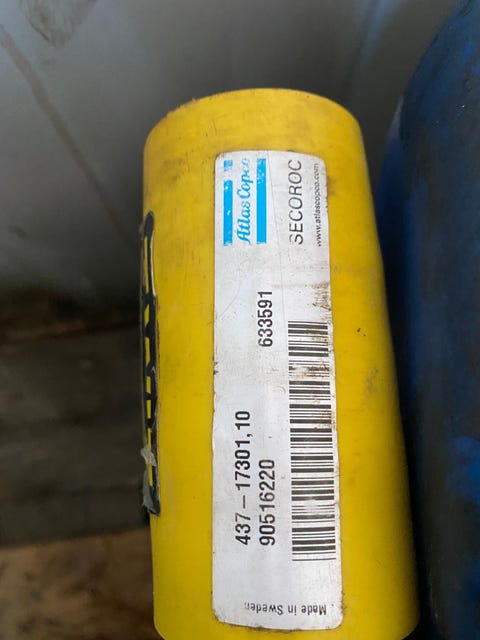 Atlas Copco
SECOROC
www.atlascopco.com
437-17301,10
90516220 633591
Made in Sweden